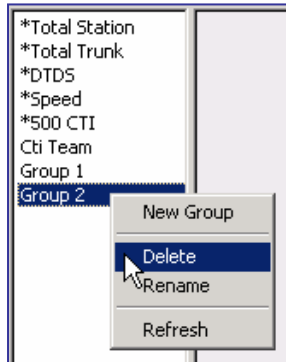 *Total Station
*Total Trunk
*DTDS
*Speed
*500 CTI
Cti Team
Group 1
Group 2
New Group
Delete
Rename
Refresh